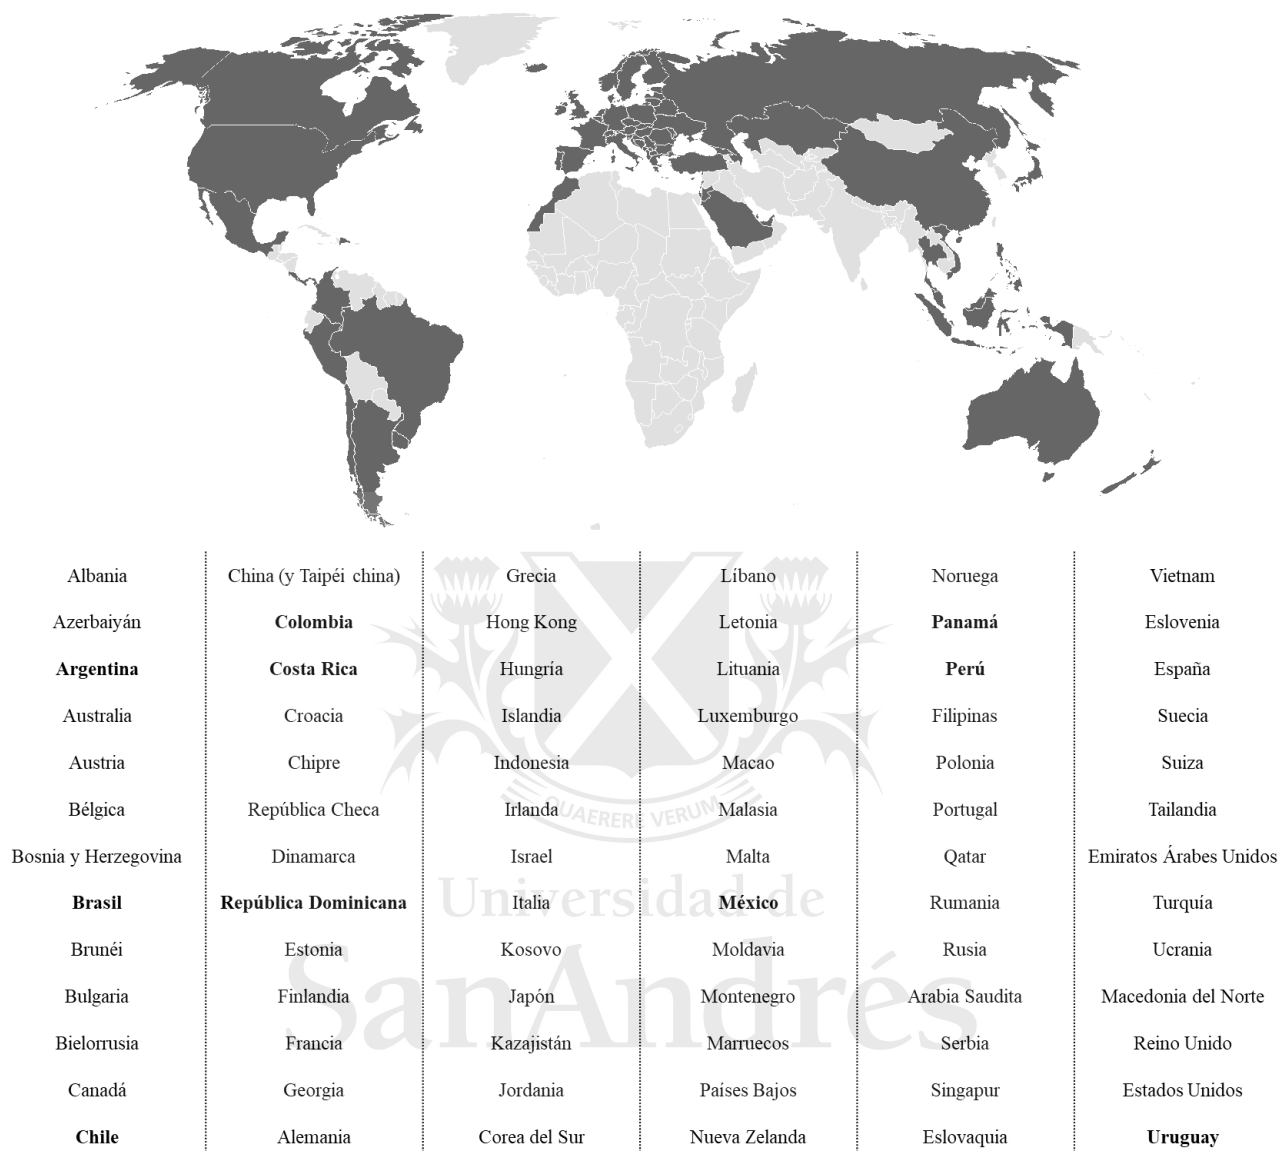 Albania China (y Taipéi china) Grecia Líbano Noruega Vietnam
Azerbaiyán Colombia Hong Kong Letonia Panamá Eslovenia
Argentina Costa Rica Hungría Lituania Perú España
Australia Croacia Islandia Luxemburgo Filipinas Suecia
Austria Chipre Indonesia Macao Polonia Suiza
Bélgica República Checa Irlanda Malasia Portugal Tailandia
QUAERERE VERUM
Bosnia y Herzegovina Dinamarca Israel Malta Qatar Emiratos Árabes Unidos
Brasil República Dominicana Italia México Rumania Turquía
Universidad de
Brunéi Estonia Kosovo Moldavia Rusia Ucrania
Bulgaria Finlandia Japón Montenegro Arabia Saudita Macedonia del Norte
SanAndrés
Bielorrusia Francia Kazajistán Marruecos Serbia Reino Unido
Canadá Georgia Jordania Países Bajos Singapur Estados Unidos
Chile Alemania Corea del Sur Nueva Zelanda Eslovaquia Uruguay